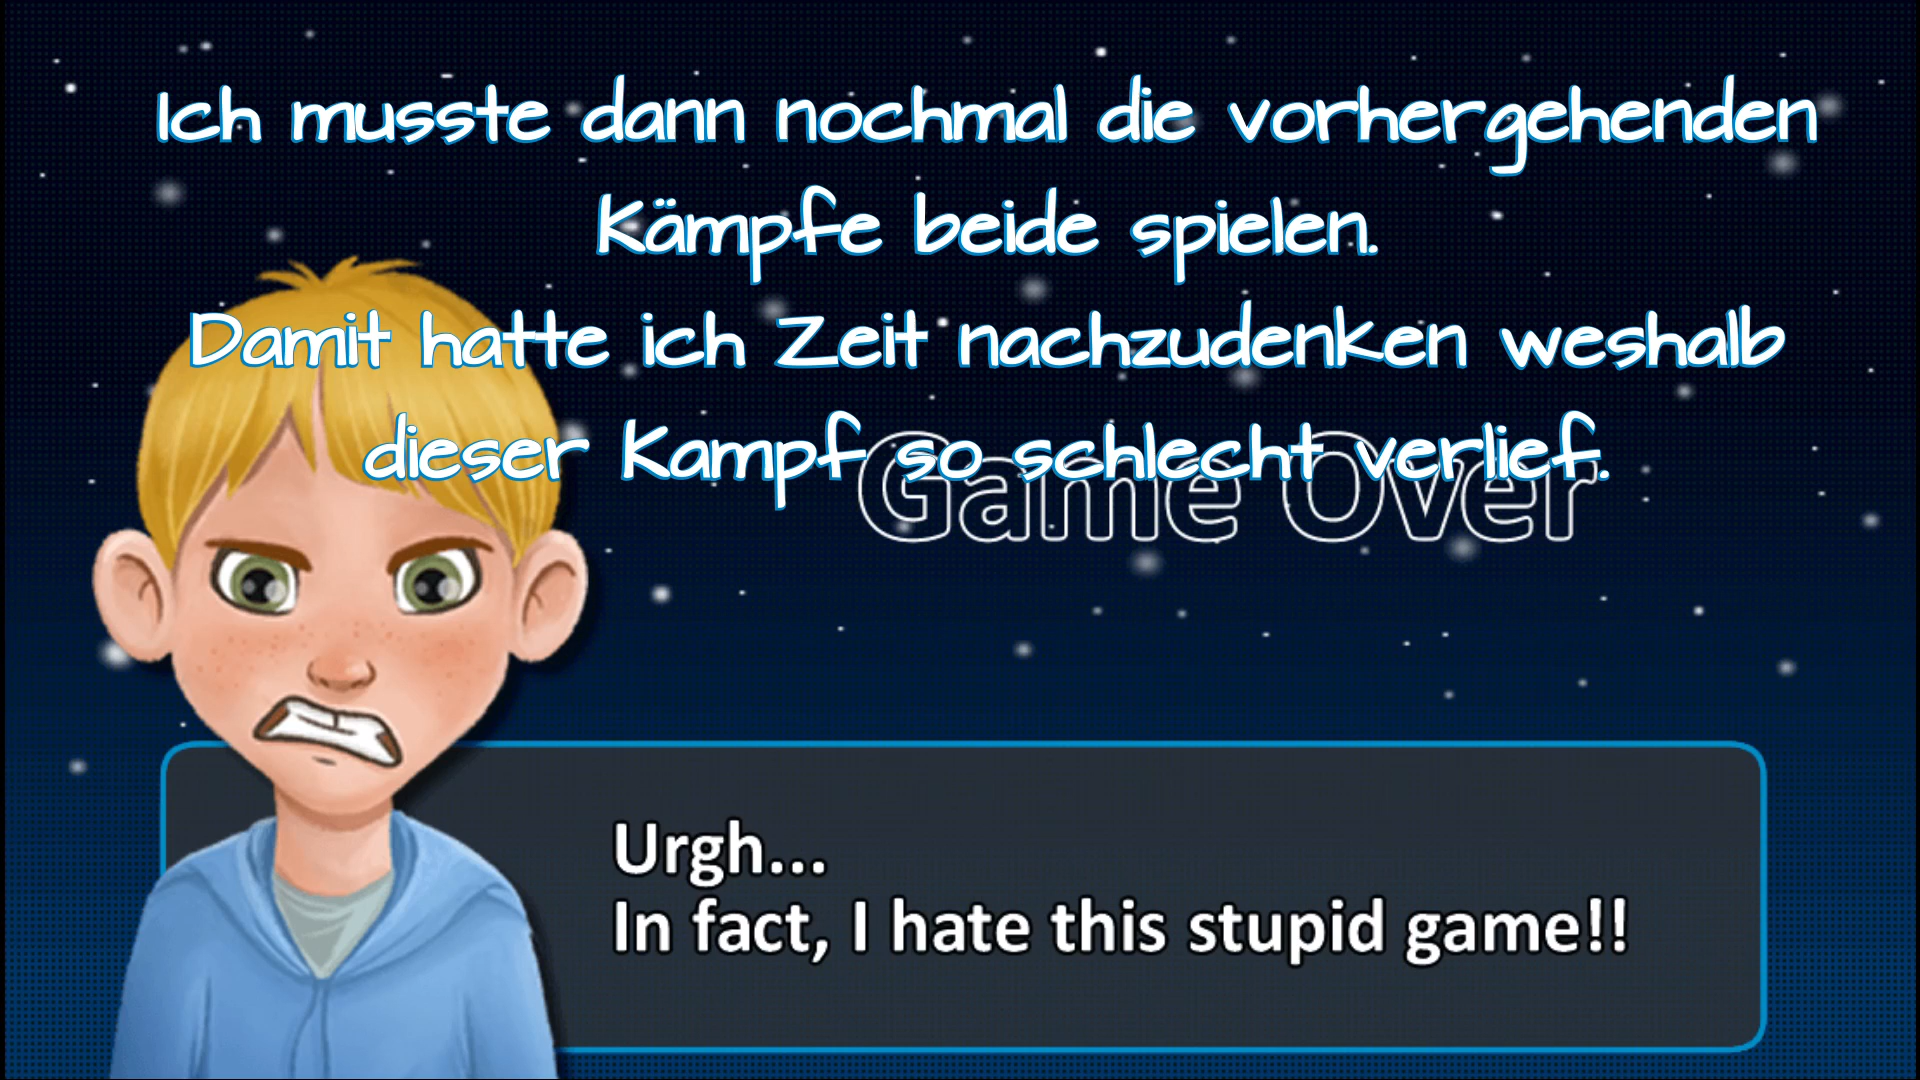 Ich musste dann nochmal die vorhergehenden
Kämpfe beide spielen.
Damit hatte ich Zeit nachzudenken weshalb
dieser Kampf so schlecht verlief.
Game Over
Urgh...
In fact, I hate this stupid game!!